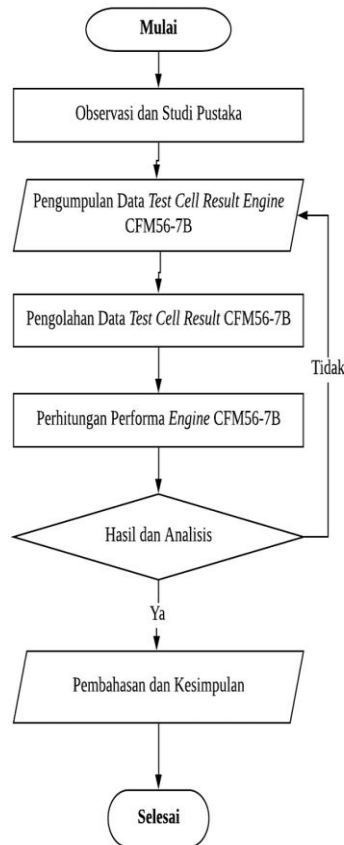 Mulai
Observasi dan Studi Pustaka
Pengumpulan Data Test Cell Result Engine
CFM56-7B
Pengolahan Data Test Cell Result CFM56-7B
Tidak
Perhitungan Performa Engine CFM56-7B
Hasil dan Analisis
Ya
Pembahasan dan Kesimpulan
Selesai